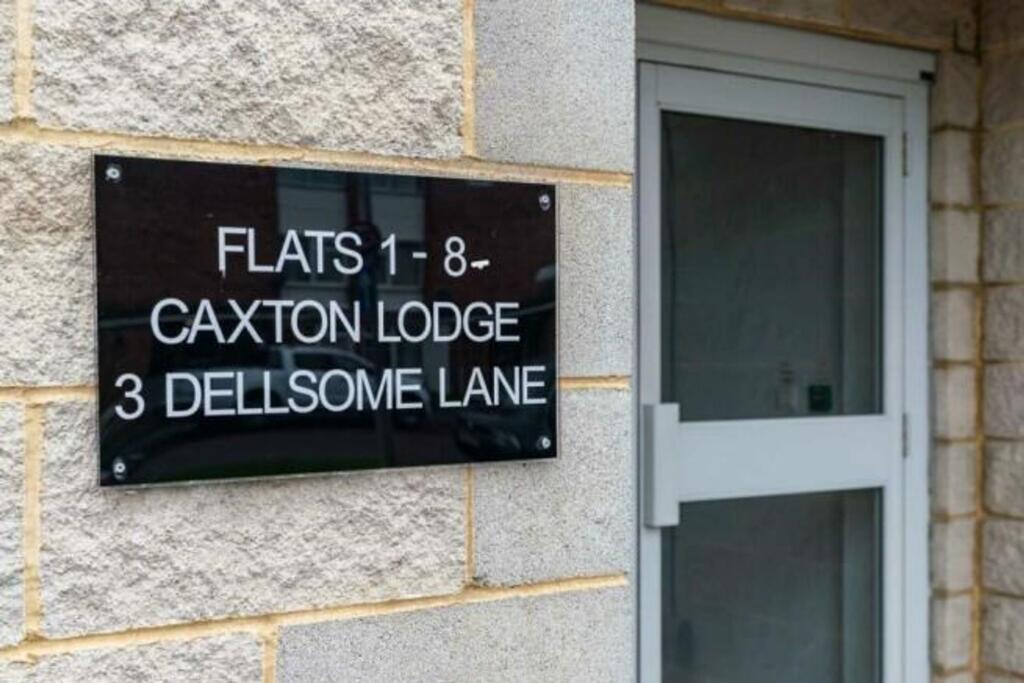 FLATS 1 - 8
CAXTON LODGE
3 DELLSOME LANE